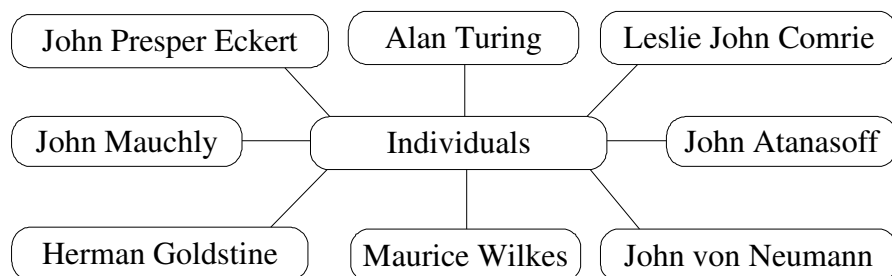 John Presper Eckert
Alan Turing
Leslie John Comrie
John Mauchly
Individuals
John Atanasoff
Herman Goldstine
Maurice Wilkes
John von Neumann